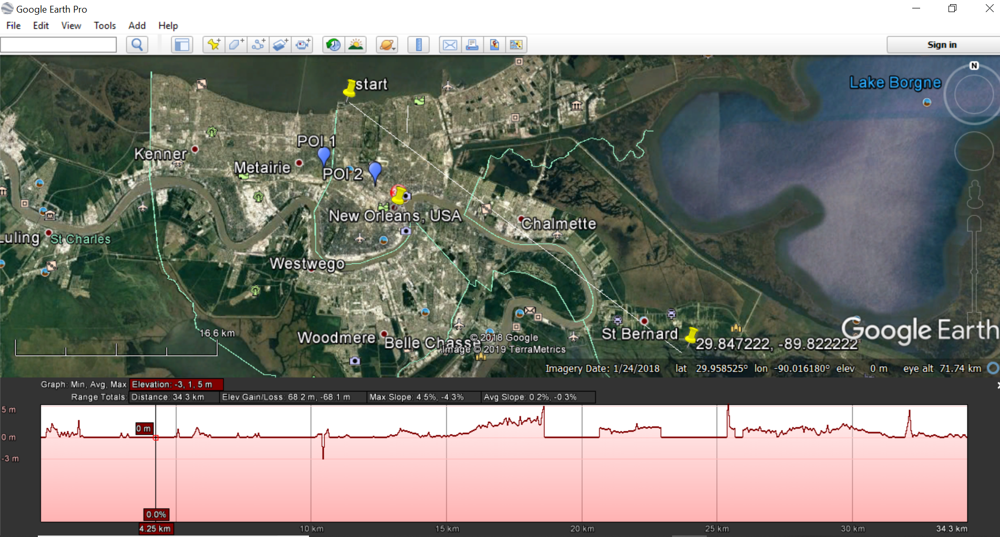 Google Earth Pro
File Edit View Tools Add Help
Sign in
start
N
Lake Borgne
POI 1
Kenner
Metairie
POI 2
New Orleans, USA
Chalmette
Luling
St Charles
Westwego
16.6 km
Woodmere
Belle Chasse
© 2018 Google
Image © 2019 TerraMetrics
St Bernard
29.847222, -89.822222
Google Earth
Imagery Date: 1/24/2018 lat 29.958525° lon -90.016180° elev 0 m eye alt 71.74 km
Graph: Min, Avg, Max Elevation: -3, 1, 5 m
Range Totals: Distance: 34.3 km Elev Gain/Loss: 68.2 m, -68.1 m Max Slope: 4.5%, -4.3% Avg Slope: 0.2%, -0.3%
5 m
0 m
0 m
-3 m
0.0%
4.25 km 10 km 15 km 20 km 25 km 30 km 34.3 km